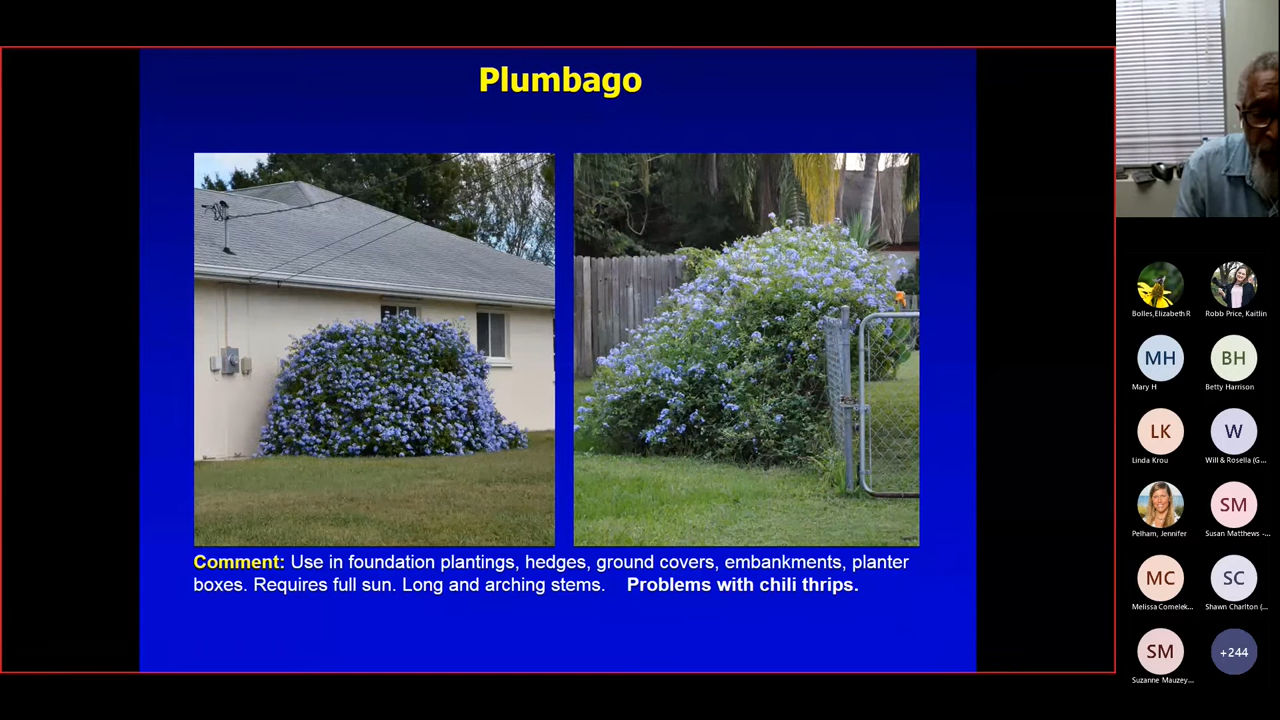 Plumbago
Comment: Use in foundation plantings, hedges, ground covers, embankments, planter
boxes. Requires full sun. Long and arching stems. Problems with chili thrips.
Bolles,Elizabeth R
Robb Price, Kaitlin
MH
BH
Mary H
Betty Harrison
LK
W
Linda Krou
Will & Rosella (G...
SM
Pelham, Jennifer
Susan Matthews -...
MC
SC
Melissa Comelek...
Shawn Charlton (...
SM
+244
Suzanne Mauzey...